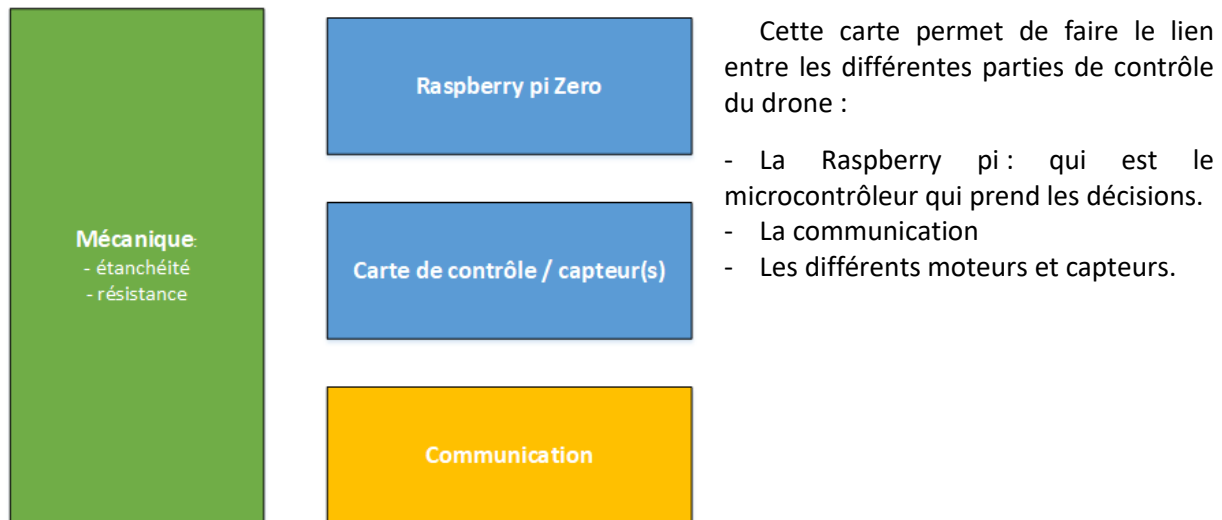 Mécanique:
- étanchéité
- résistance
Raspberry pi Zero
Carte de contrôle / capteur(s)
Communication
Cette carte permet de faire le lien
entre les différentes parties de contrôle
du drone :
- La Raspberry pi : qui est le
microcontrôleur qui prend les décisions.
- La communication
- Les différents moteurs et capteurs.